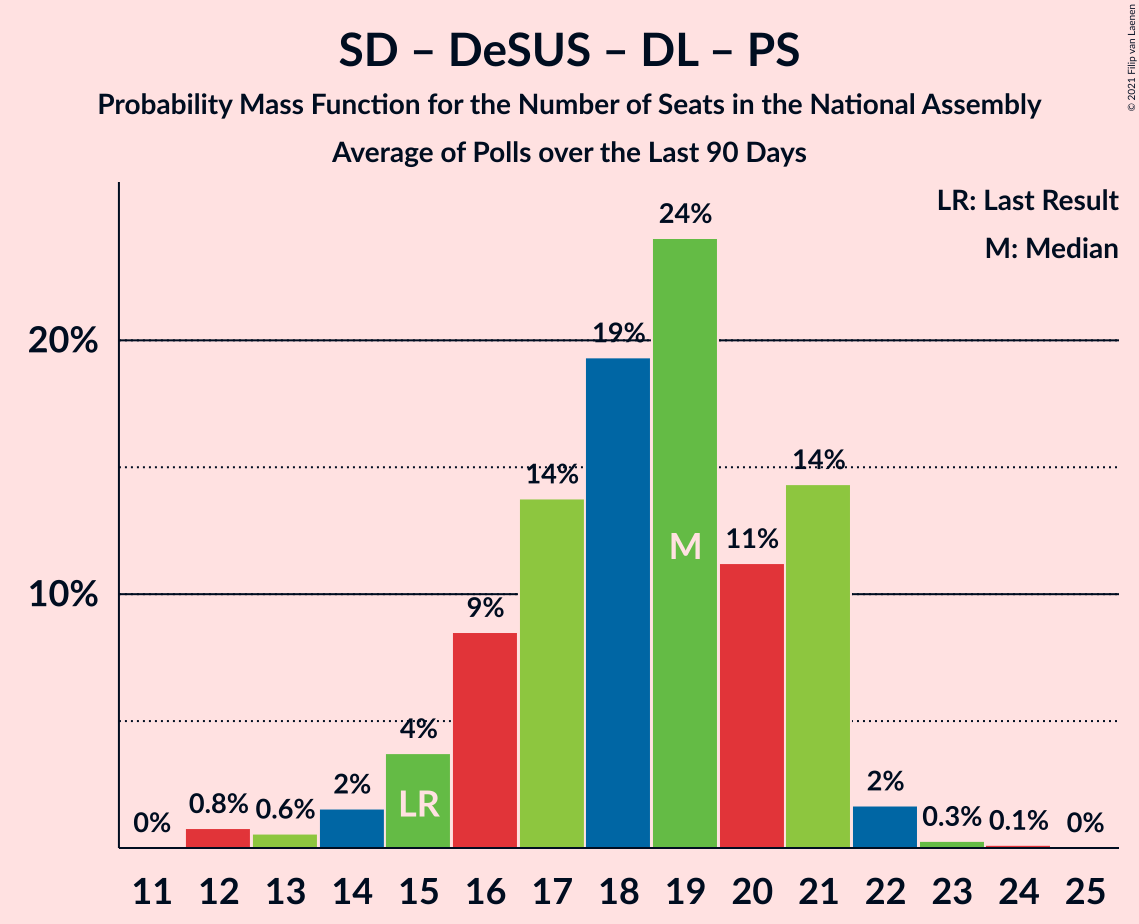 SD – DeSUS – DL – PS
Probability Mass Function for the Number of Seats in the National Assembly
Average of Polls over the Last 90 Days
© 2021 Filip van Laenen
LR: Last Result
M: Median
20%
10%
0%
0.8%
0.6%
2%
4%
9%
14%
19%
24%
11%
14%
2%
0.3%
0.1%
0%
LR
M
11 12 13 14 15 16 17 18 19 20 21 22 23 24 25